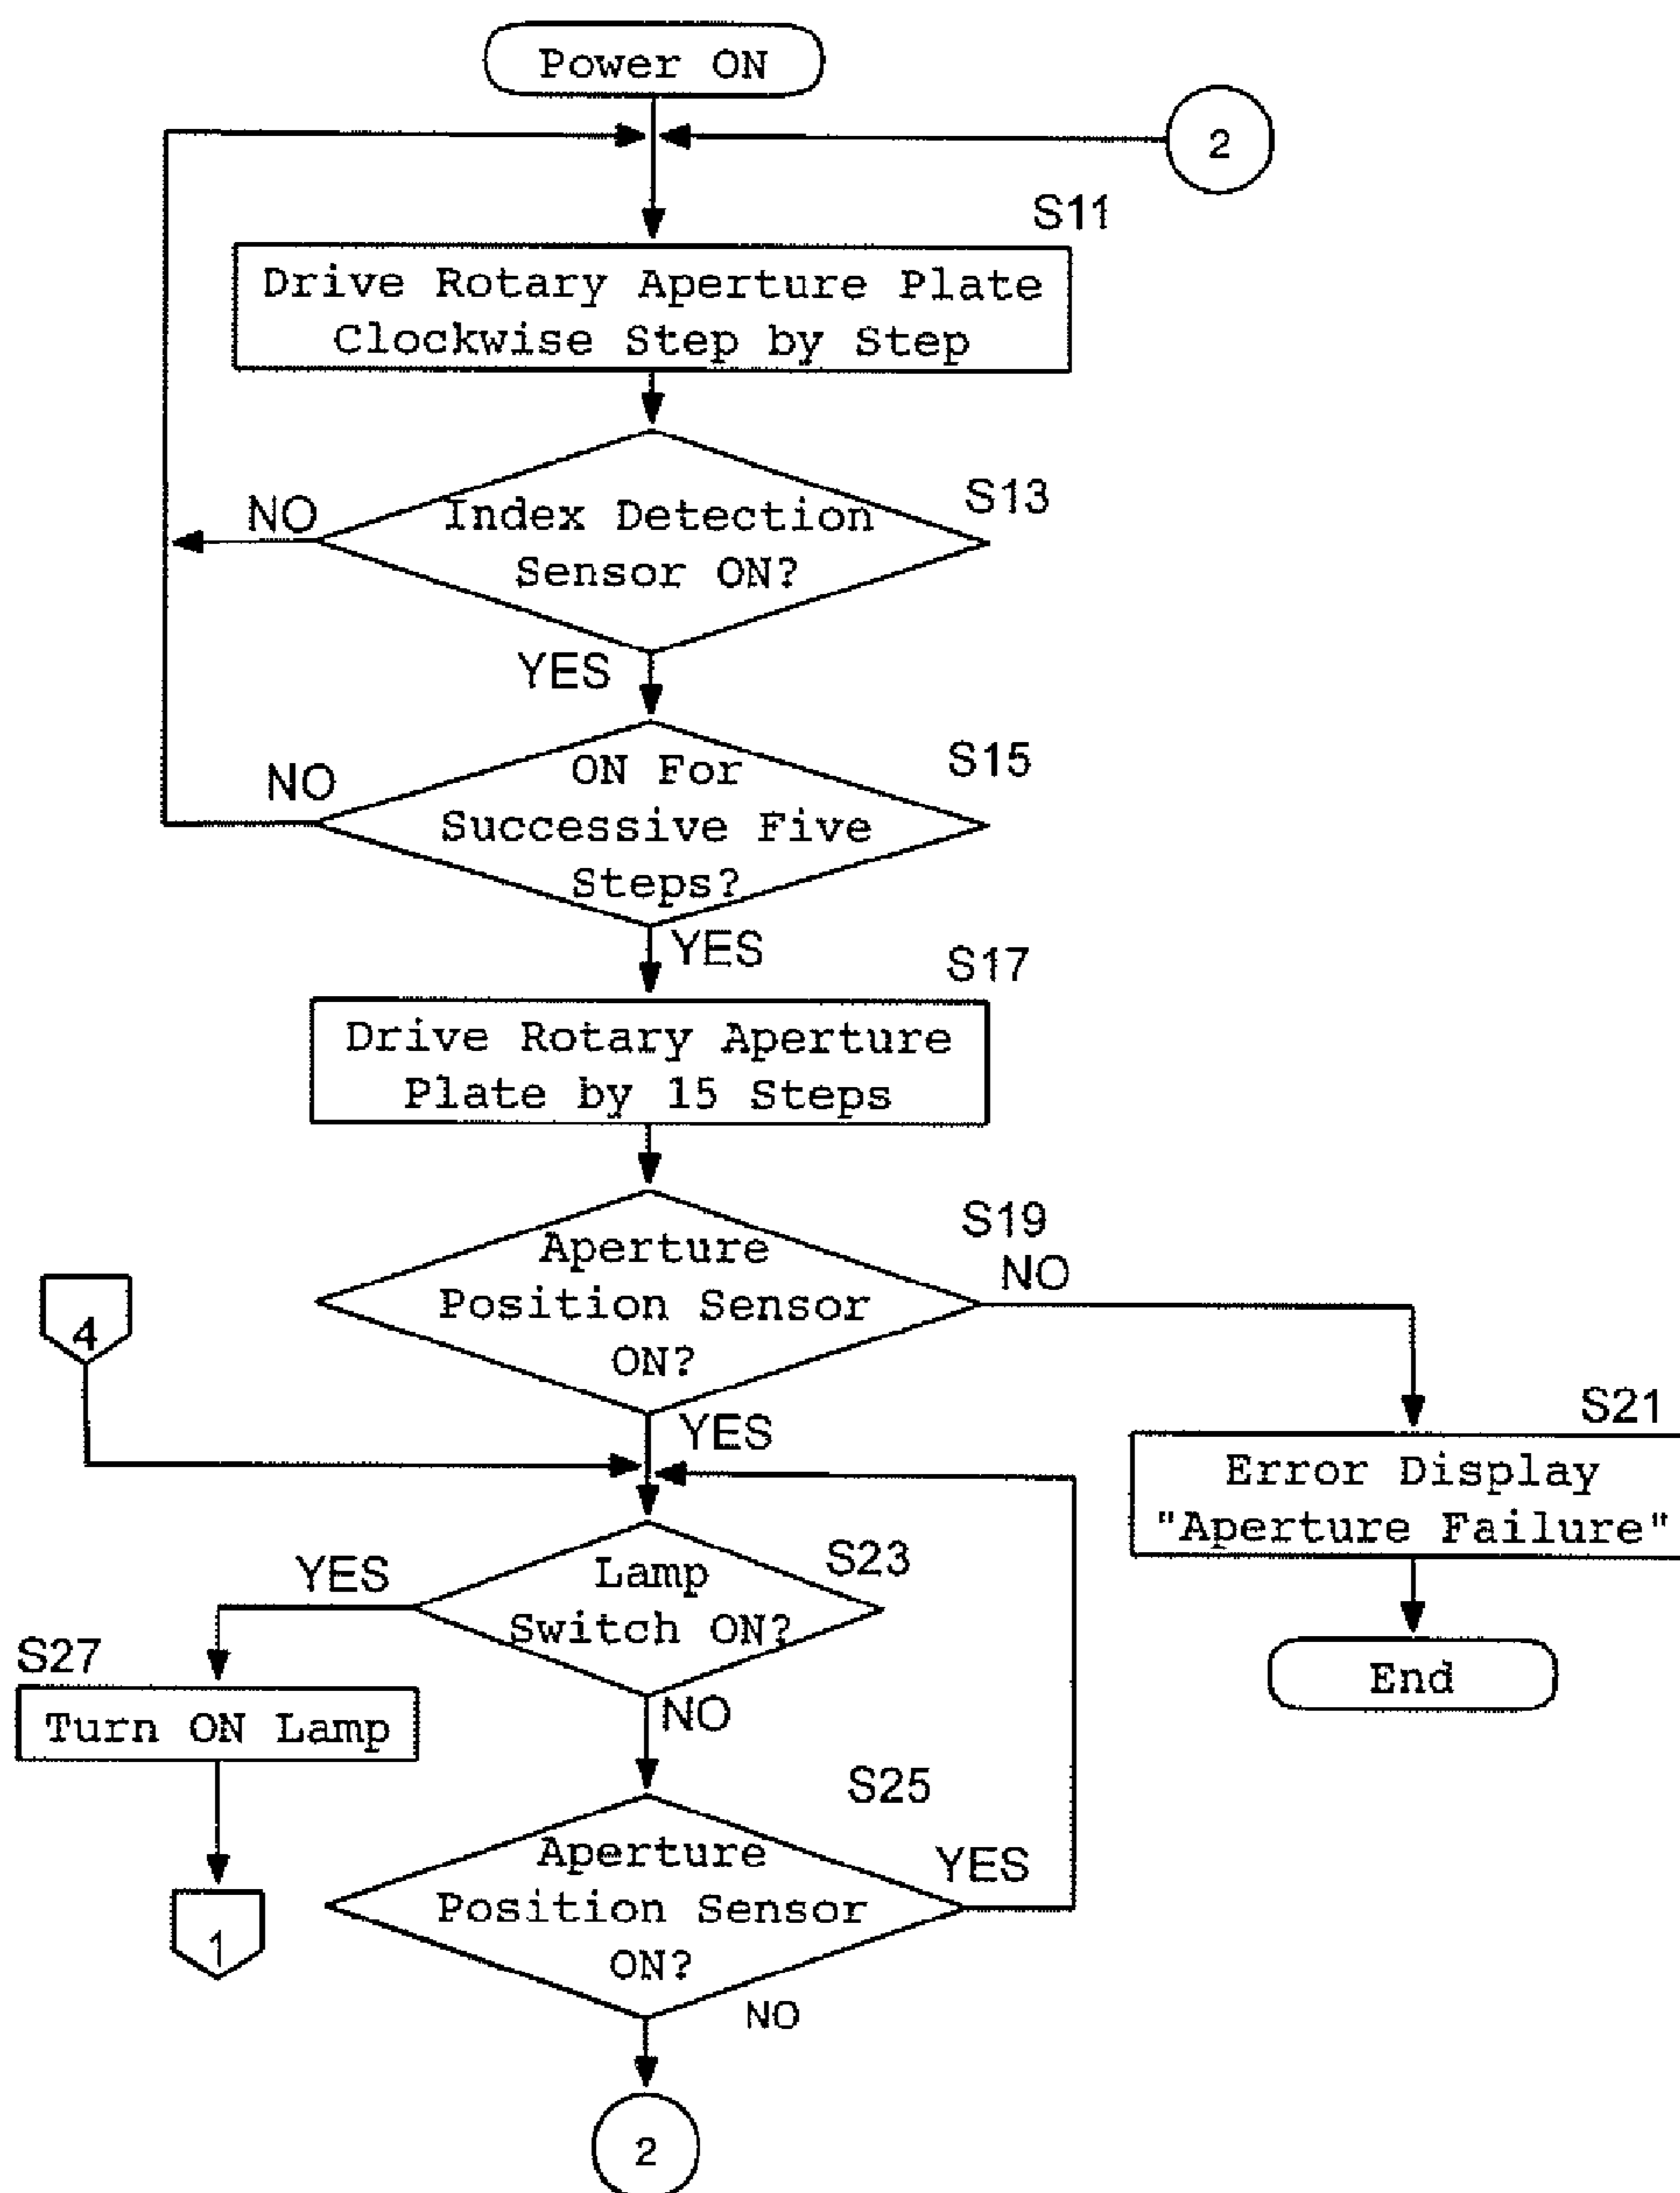 Power ON
2
S11
Drive Rotary Aperture Plate
Clockwise Step by Step
S13
NO
Index Detection
Sensor ON?
YES
S15
NO
ON For
Successive Five
Steps?
YES
S17
Drive Rotary Aperture
Plate by 15 Steps
S19
NO
Aperture
Position Sensor
ON?
4
YES
S21
Error Display
"Aperture Failure"
End
S23
YES
Lamp
Switch ON?
S27
Turn ON Lamp
NO
1
S25
YES
Aperture
Position Sensor
ON?
NO
2